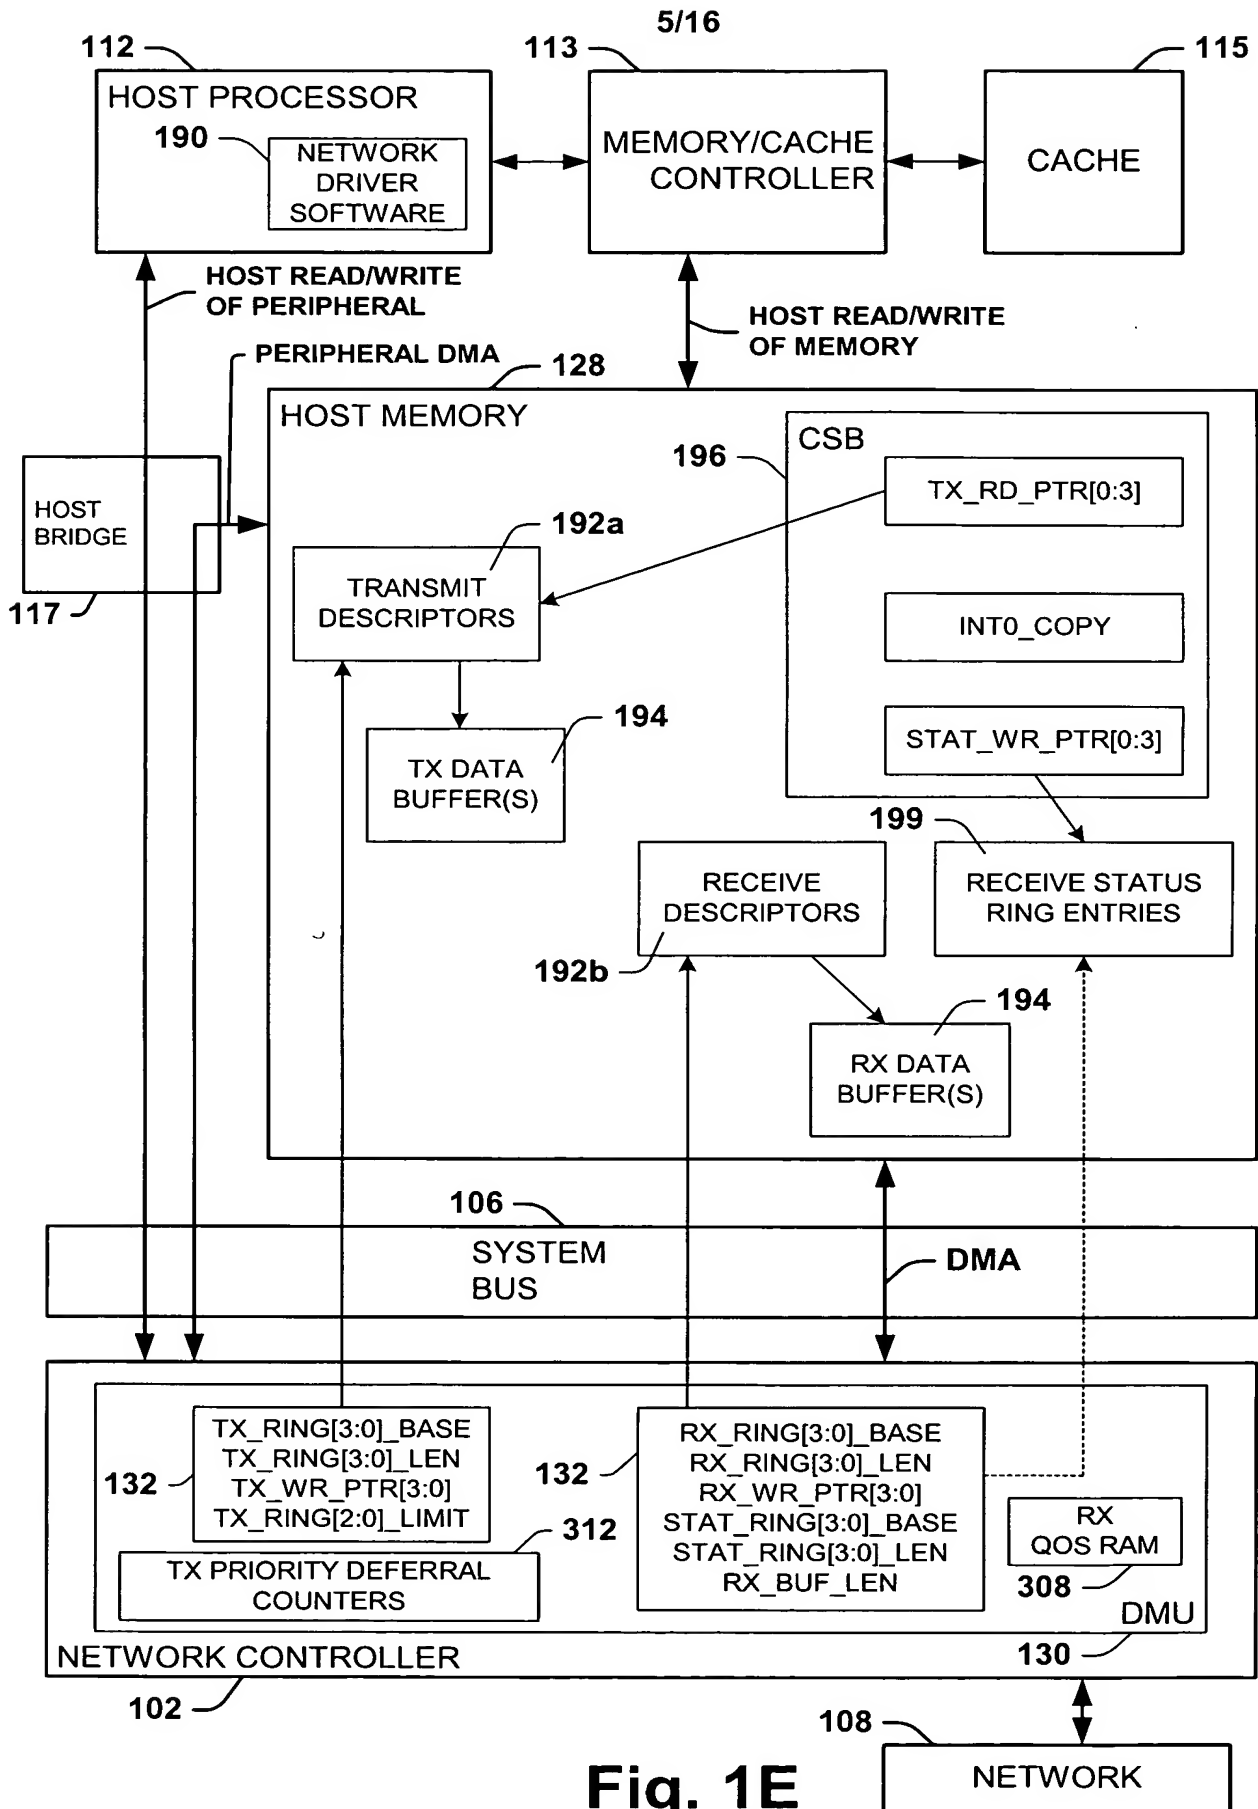 5/16
112
113
115
HOST PROCESSOR
190
NETWORK
DRIVER
SOFTWARE
MEMORY/CACHE
CONTROLLER
CACHE
HOST READ/WRITE
OF PERIPHERAL
HOST READ/WRITE
OF MEMORY
PERIPHERAL DMA
128
HOST MEMORY
CSB
196
TX_RD_PTR[0:3]
HOST
BRIDGE
117
192a
TRANSMIT
DESCRIPTORS
INT0_COPY
194
TX DATA
BUFFER(S)
STAT_WR_PTR[0:3]
199
RECEIVE
DESCRIPTORS
192b
RECEIVE STATUS
RING ENTRIES
194
RX DATA
BUFFER(S)
106
SYSTEM
BUS
DMA
TX_RING[3:0]_BASE
TX_RING[3:0]_LEN
TX_WR_PTR[3:0]
TX_RING[2:0]_LIMIT
132
312
TX PRIORITY DEFERRAL
COUNTERS
132
RX_RING[3:0]_BASE
RX_RING[3:0]_LEN
RX_WR_PTR[3:0]
STAT_RING[3:0]_BASE
STAT_RING[3:0]_LEN
RX_BUF_LEN
RX
QOS RAM
308
DMU
130
NETWORK CONTROLLER
102
108
NETWORK
Fig. 1E